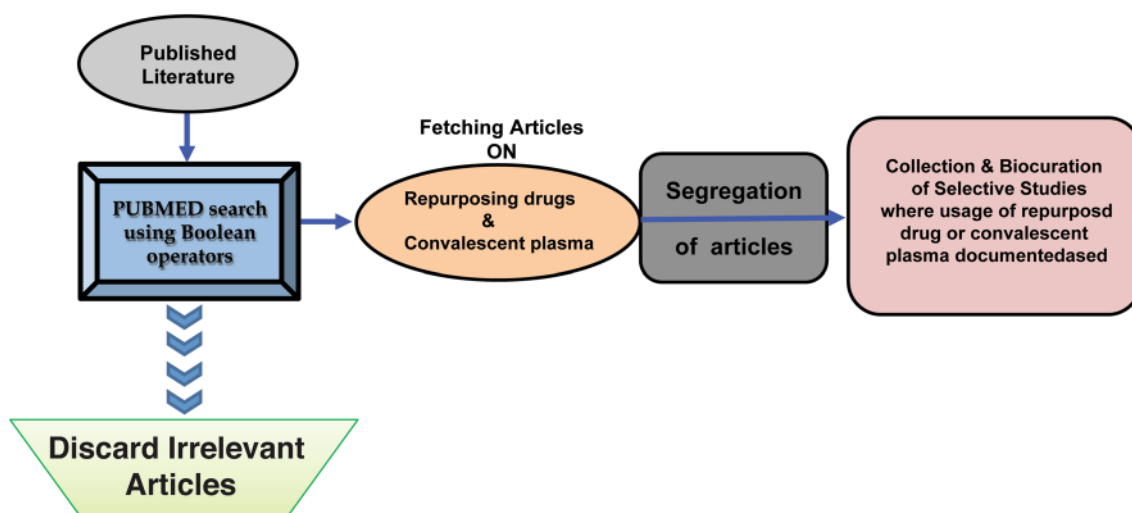 Published
Literature
PUBMED search
using Boolean
operators
Fetching Articles
ON
Repurposing drugs
&
Convalescent plasma
Segregation
of articles
Collection & Biocuration
of Selective Studies
where usage of repurposd
drug or convalescent
plasma documentedased
Discard Irrelevant
Articles